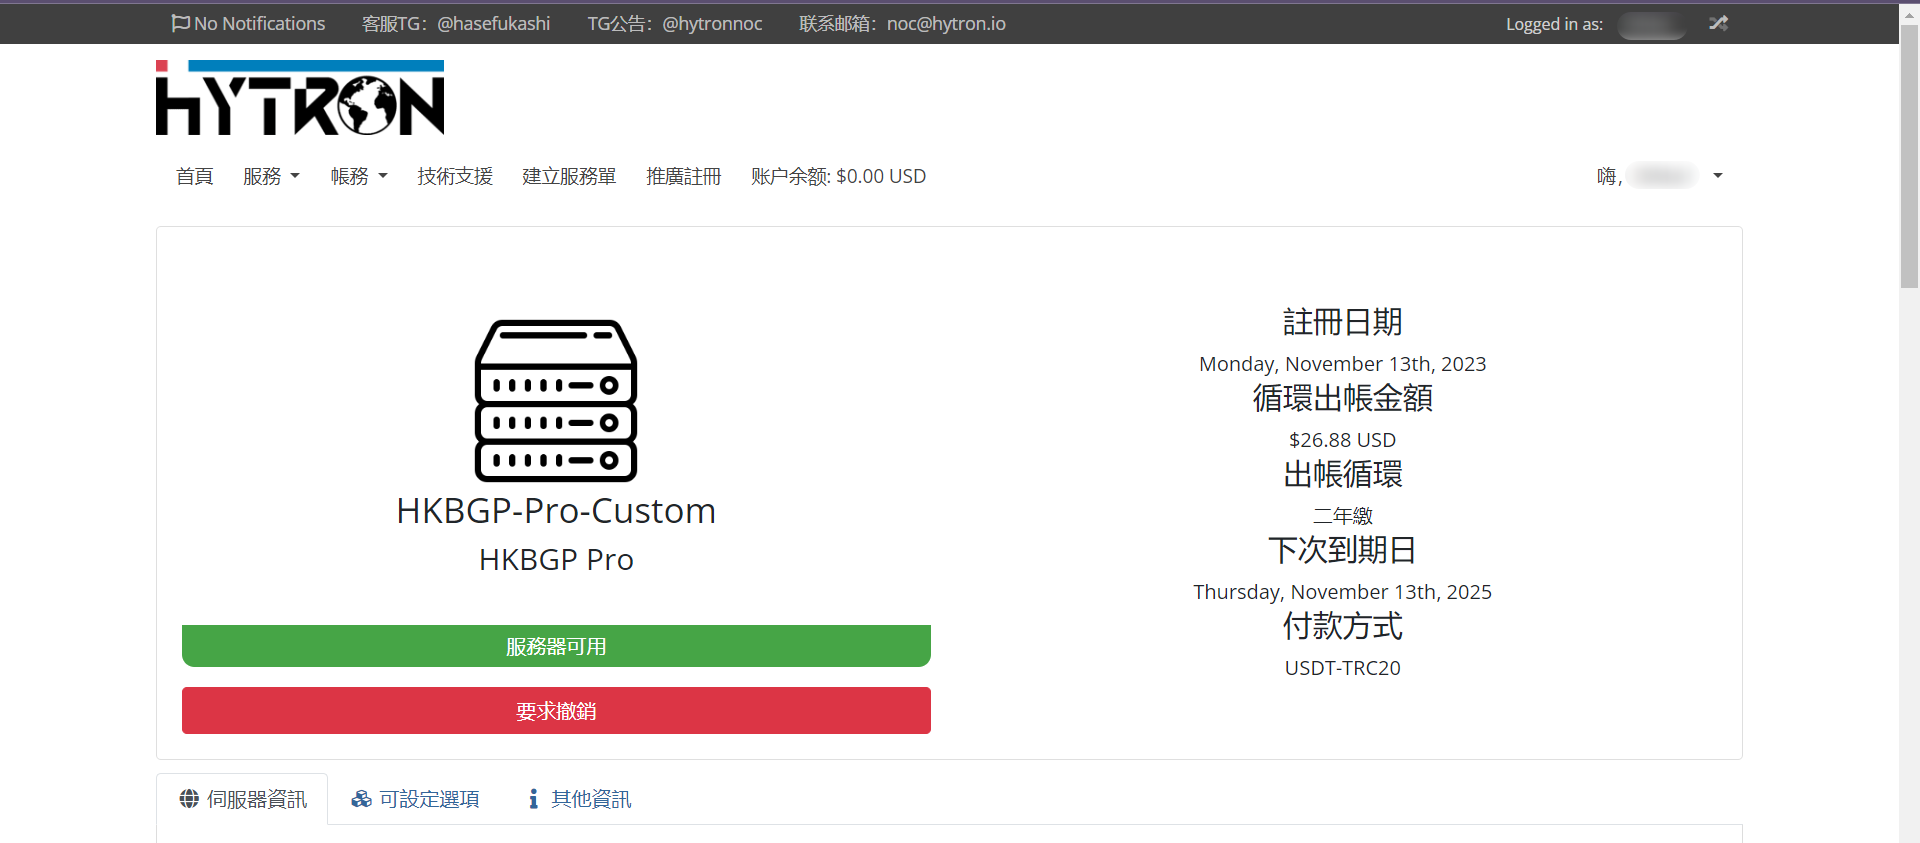 No Notifications
客服TG：@hasefukashi
TG公告：@hytronnoc
联系邮箱：noc@hytron.io
Logged in as:
HYTRON
首頁
服務
帳務
技術支援
建立服務單
推廣註冊
账户余额: $0.00 USD
嗨,
HKBGP-Pro-Custom
HKBGP Pro
服務器可用
要求撤銷
註冊日期
Monday, November 13th, 2023
循環出帳金額
$26.88 USD
出帳循環
二年繳
下次到期日
Thursday, November 13th, 2025
付款方式
USDT-TRC20
伺服器資訊
可設定選項
其他資訊